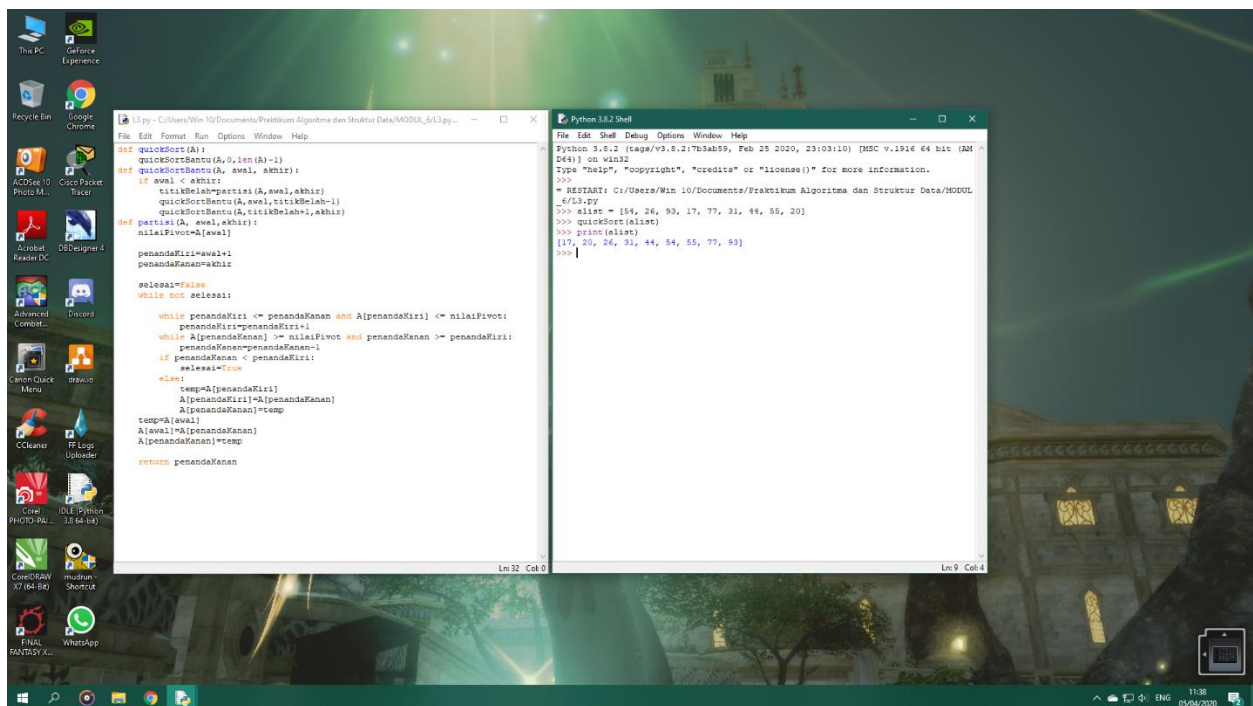 This PC
GeForce
Experience
Recycle Bin
Google
Chrome
ACDSee 10
Photo M...
Cisco Packet
Tracer
Acrobat
Reader DC
DBDesigner 4
Advanced
Combat...
Discord
Canon Quick
Menu
draw.io
CCleaner
FF Logs
Uploader
Corel
PHOTO-PAI...
IDLE (Python
3.8 64-bit)
CorelDRAW
X7 (64-Bit)
mudrun -
Shortcut
FINAL
FANTASY X...
WhatsApp
L3.py - C:/Users/Win 10/Documents/Praktikum Algoritma dan Struktur Data/MODUL_6/L3.py...
File Edit Format Run Options Window Help
def quickSort(A):
    quickSortBantu(A,0,len(A)-1)
def quickSortBantu(A, awal, akhir):
    if awal < akhir:
        titikBelah=partisi(A,awal,akhir)
        quickSortBantu(A,awal,titikBelah-1)
        quickSortBantu(A,titikBelah+1,akhir)
def partisi(A, awal,akhir):
    nilaiPivot=A[awal]
    penandaKiri=awal+1
    penandaKanan=akhir
    selesai=False
    while not selesai:
        while penandaKiri <= penandaKanan and A[penandaKiri] <= nilaiPivot:
            penandaKiri=penandaKiri+1
        while A[penandaKanan] >= nilaiPivot and penandaKanan >= penandaKiri:
            penandaKanan=penandaKanan-1
        if penandaKanan < penandaKiri:
            selesai=True
        else:
            temp=A[penandaKiri]
            A[penandaKiri]=A[penandaKanan]
            A[penandaKanan]=temp
    temp=A[awal]
    A[awal]=A[penandaKanan]
    A[penandaKanan]=temp
    return penandaKanan
Ln: 32 Col: 0
Python 3.8.2 Shell
File Edit Shell Debug Options Window Help
Python 3.8.2 (tags/v3.8.2:7b3ab59, Feb 25 2020, 23:03:10) [MSC v.1916 64 bit (AM
D64)] on win32
Type "help", "copyright", "credits" or "license()" for more information.
>>>
= RESTART: C:/Users/Win 10/Documents/Praktikum Algoritma dan Struktur Data/MODUL
_6/L3.py
>>> alist = [54, 26, 93, 17, 77, 31, 44, 55, 20]
>>> quickSort(alist)
>>> print(alist)
[17, 20, 26, 31, 44, 54, 55, 77, 93]
>>>
Ln: 9 Col: 4
ENG
11:38
05/04/2020